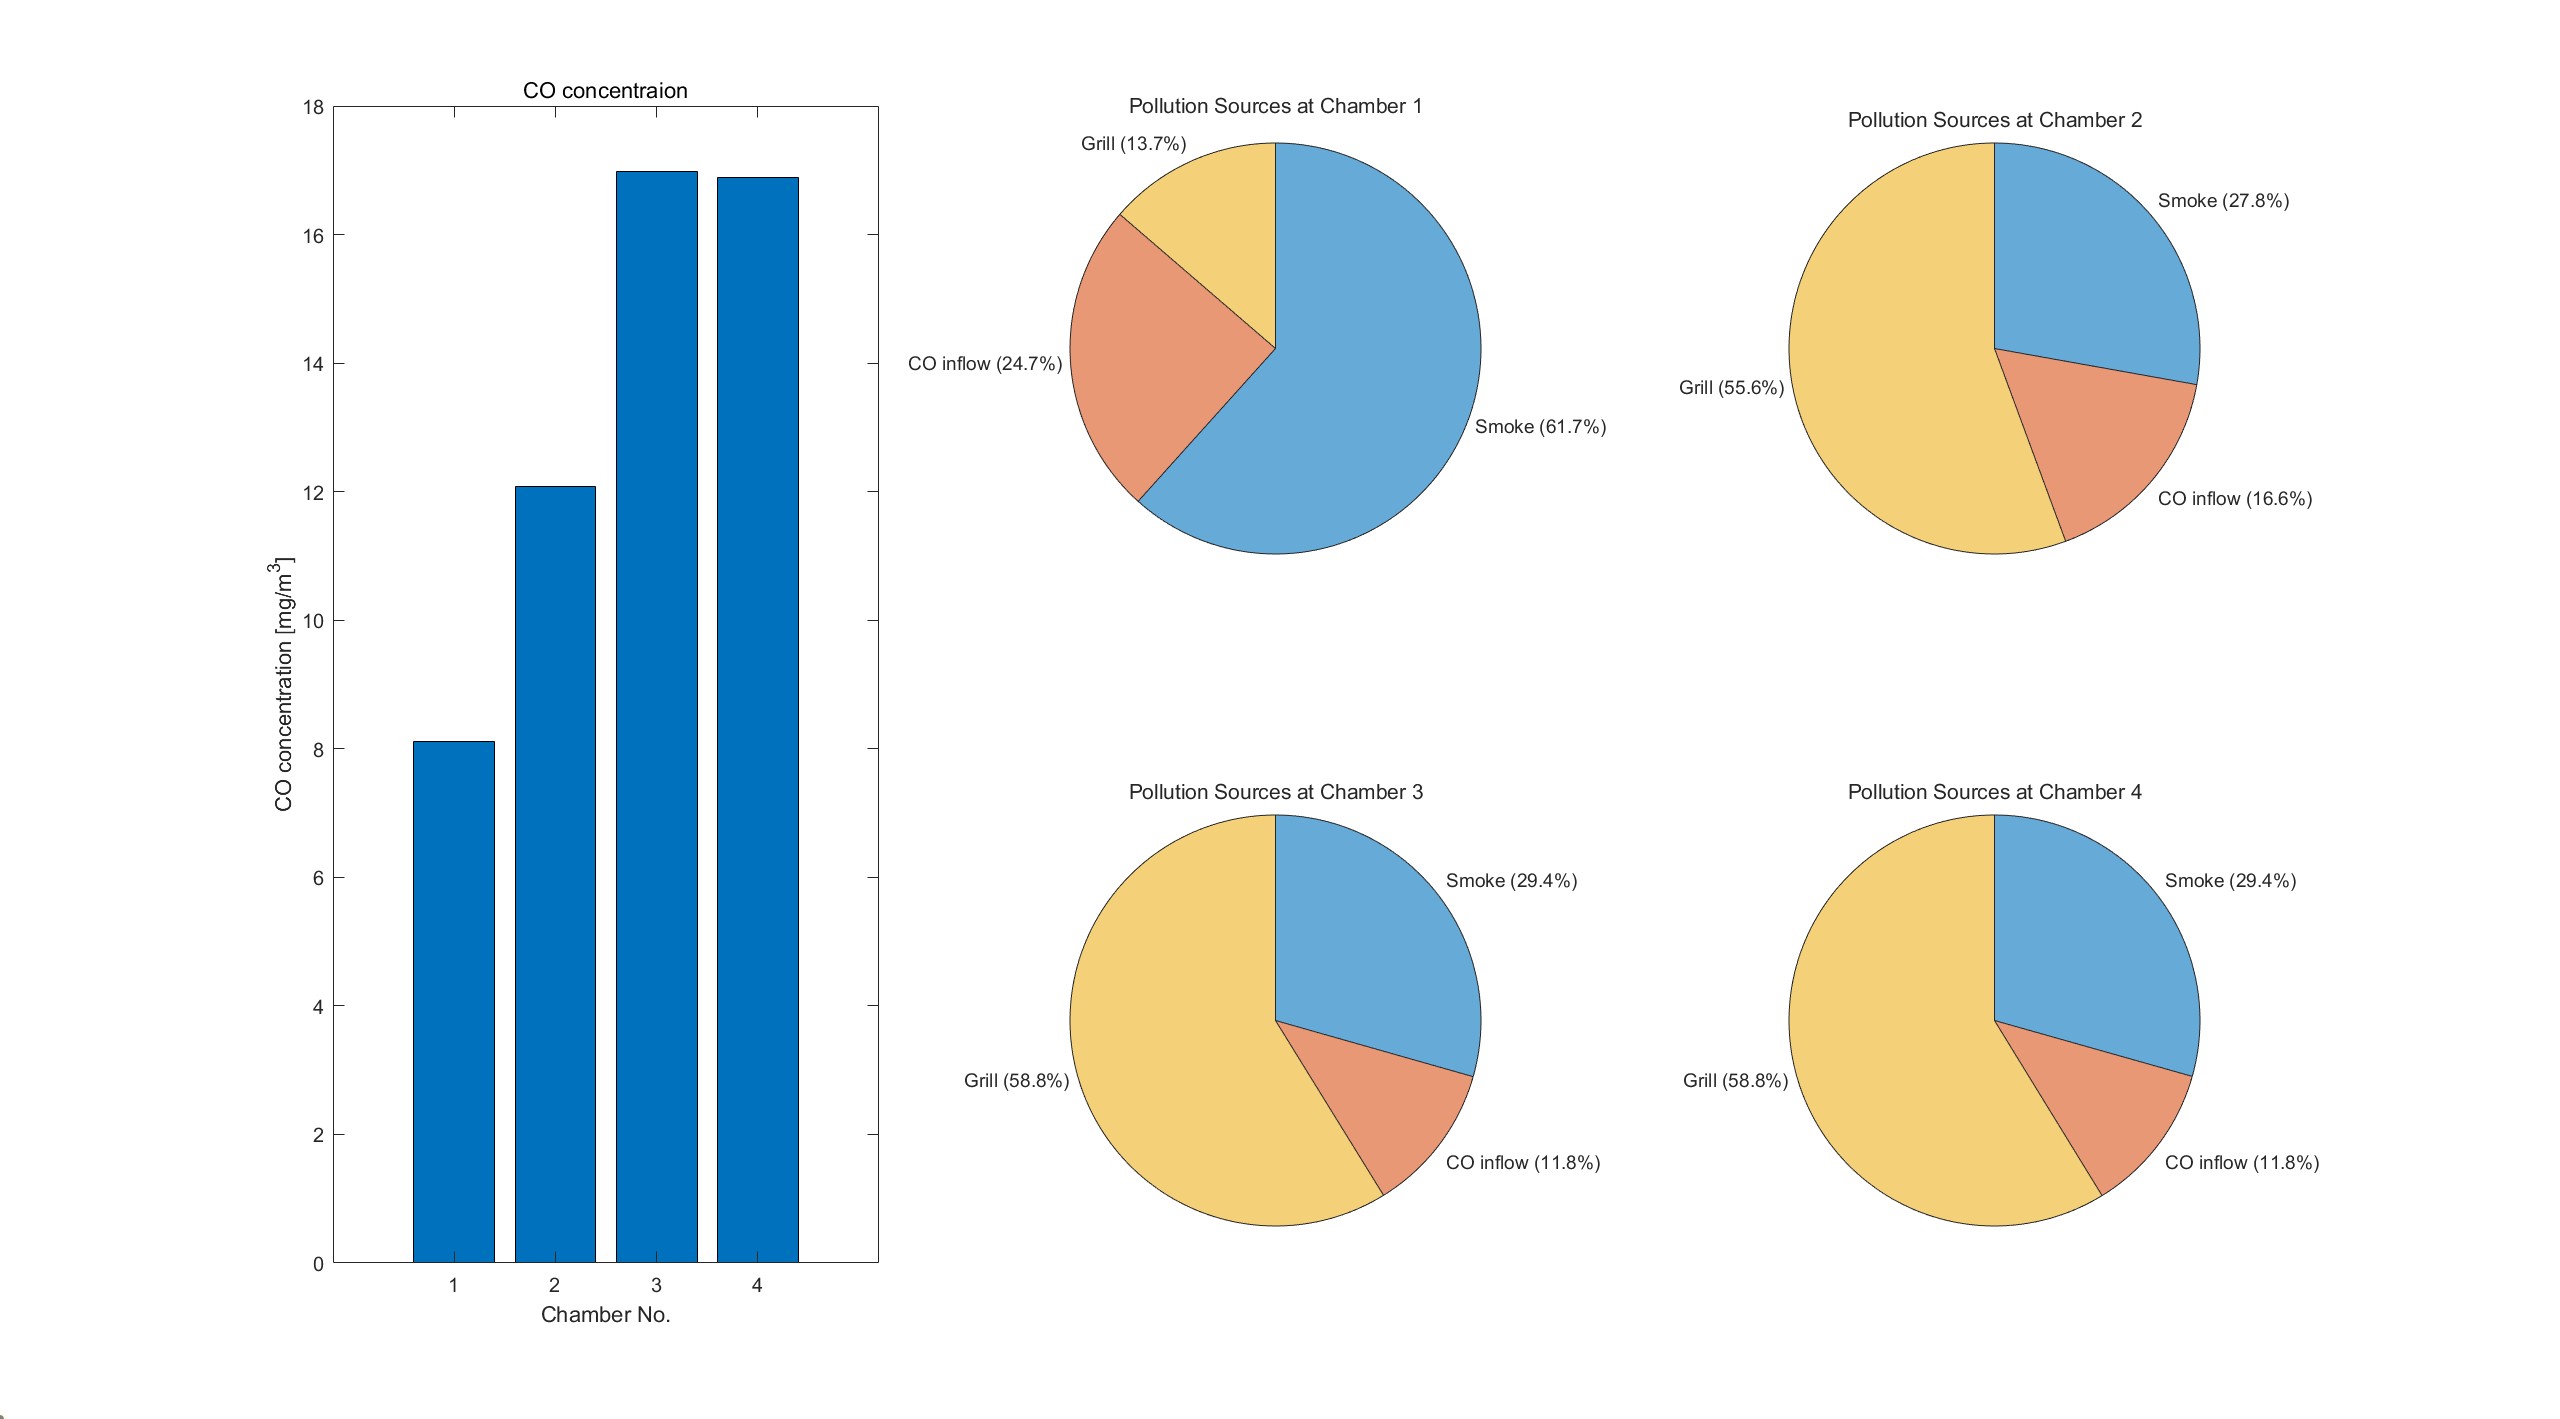 CO concentraion
18
16
14
12
10
8
6
4
2
0
CO concentration [mg/m³]
1 2 3 4
Chamber No.
Pollution Sources at Chamber 1
Grill (13.7%)
CO inflow (24.7%)
Smoke (61.7%)
Pollution Sources at Chamber 2
Smoke (27.8%)
Grill (55.6%)
CO inflow (16.6%)
Pollution Sources at Chamber 3
Smoke (29.4%)
Grill (58.8%)
CO inflow (11.8%)
Pollution Sources at Chamber 4
Smoke (29.4%)
Grill (58.8%)
CO inflow (11.8%)